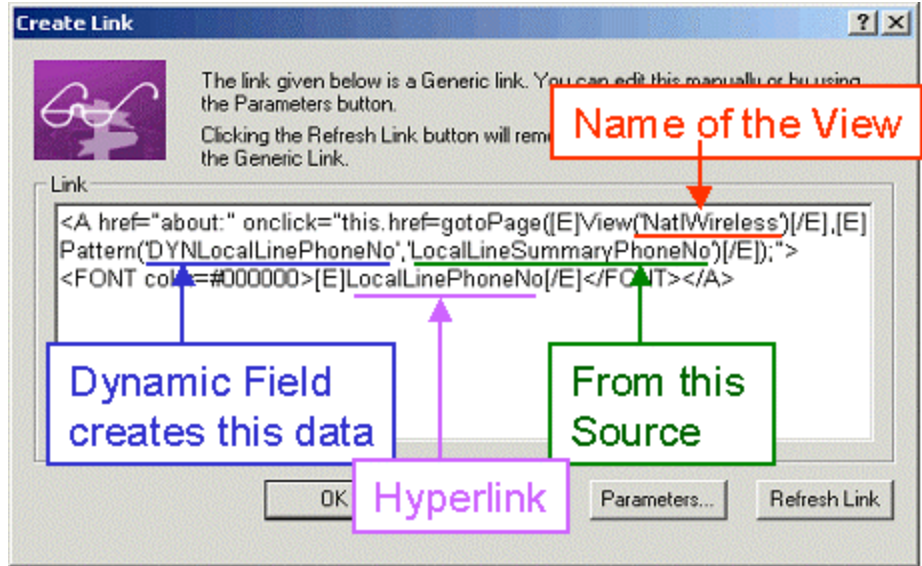 Create Link
The link given below is a Generic link. You can edit this manually or by using
the Parameters button.
Clicking the Refresh Link button will
the Generic Link.
Name of the View
Link
<A href="about:" onclick="this.href=gotoPage([E]View('NatlWireless')[/E],[E]
Pattern('DYNLocalLinePhoneNo','LocalLineSummaryPhoneNo')[/E]);">
<FONT color=#000000>[E]LocalLinePhoneNo[/E]</FONT></A>
Dynamic Field
creates this data
From this
Source
Hyperlink
OK
Parameters...
Refresh Link